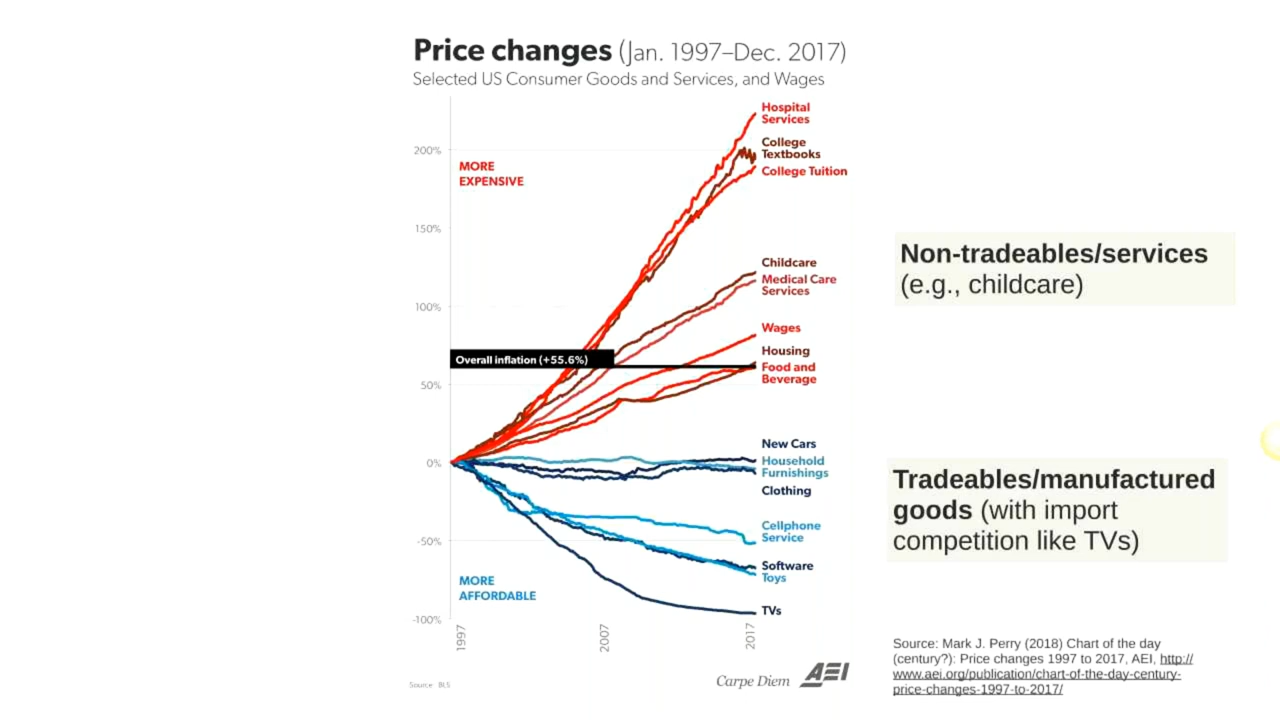 Price changes (Jan. 1997–Dec. 2017)
Selected US Consumer Goods and Services, and Wages
Hospital
Services
College
Textbooks
200%
MORE
EXPENSIVE
College Tuition
150%
Non-tradeables/services
(e.g., childcare)
Childcare
Medical Care
Services
100%
Wages
Housing
Overall inflation (+55.6%)
Food and
Beverage
50%
New Cars
0%
Household
Furnishings
Clothing
Tradeables/manufactured
goods (with import
competition like TVs)
Cellphone
Service
-50%
Software
Toys
MORE
AFFORDABLE
TVs
-100%
1997
2007
2017
Source: Mark J. Perry (2018) Chart of the day
(century?): Price changes 1997 to 2017, AEI, http://
www.aei.org/publication/chart-of-the-day-century-
price-changes-1997-to-2017/
Source: BLS
Carpe Diem AEI